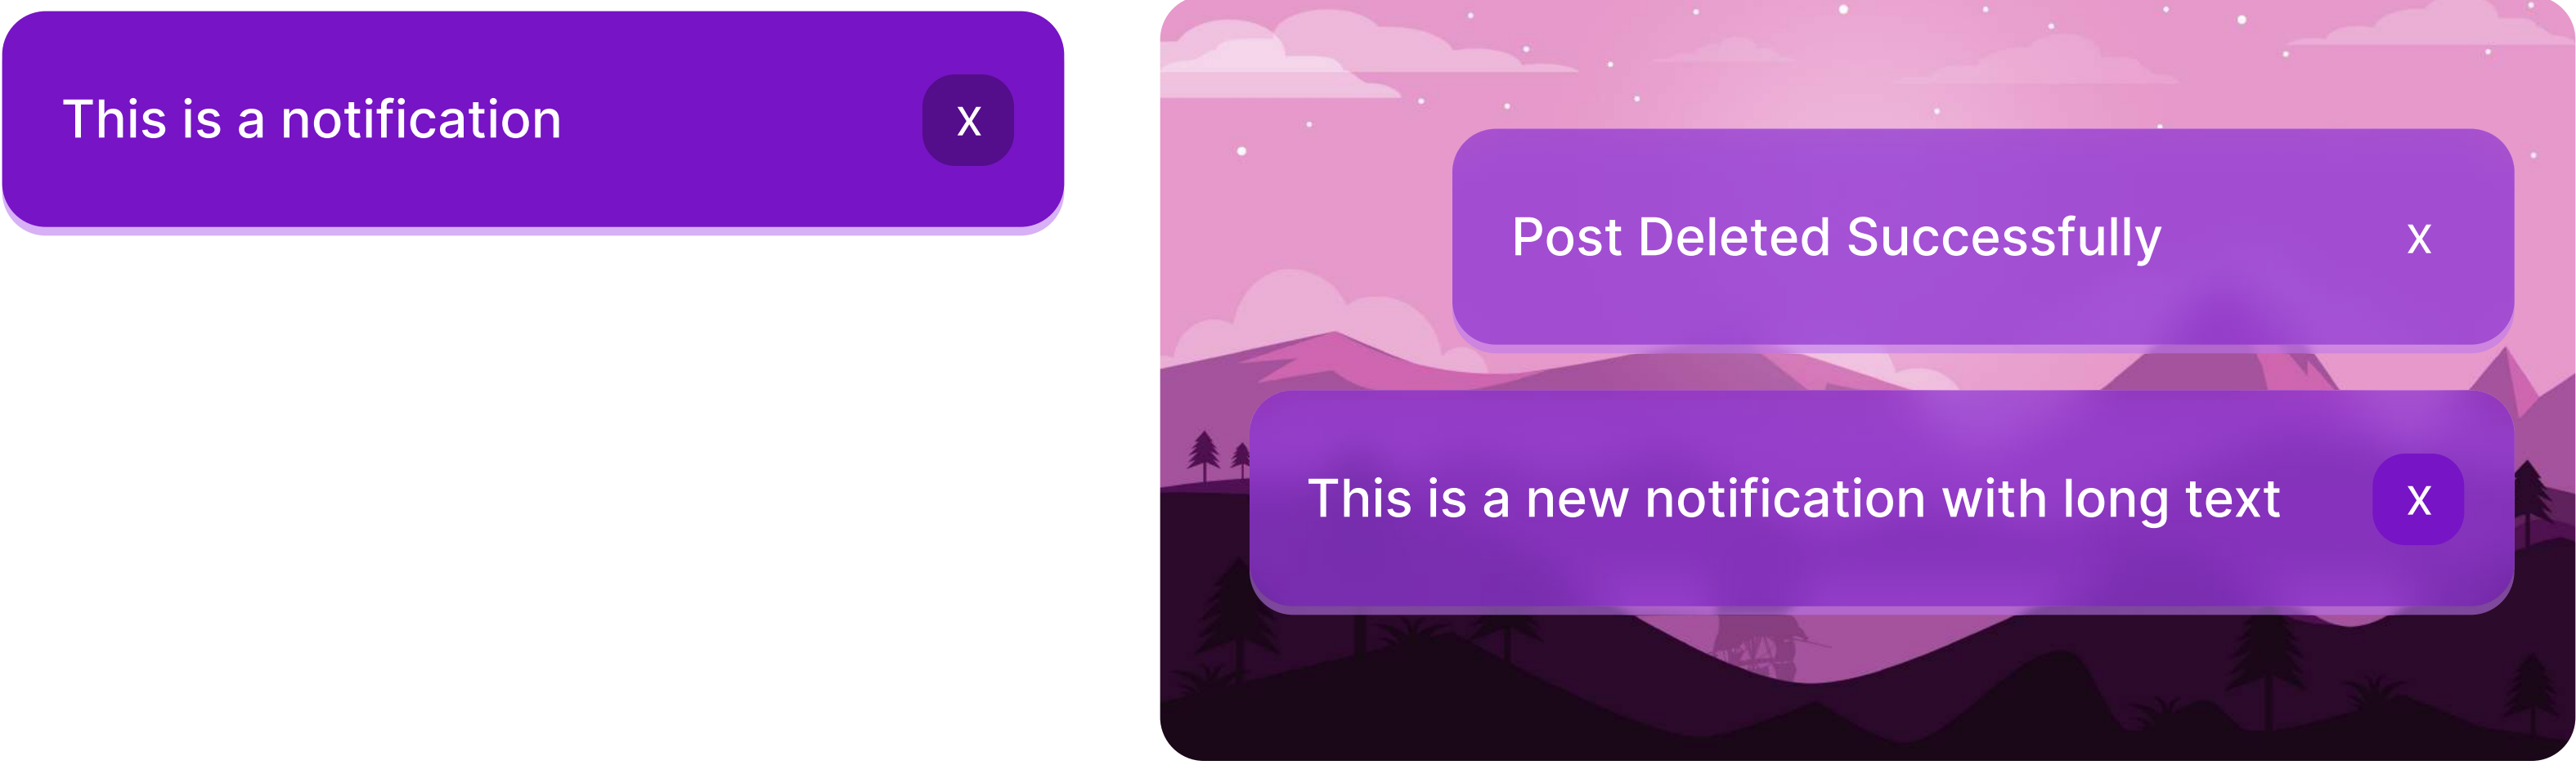 This is a notification X
Post Deleted Successfully X
This is a new notification with long text X